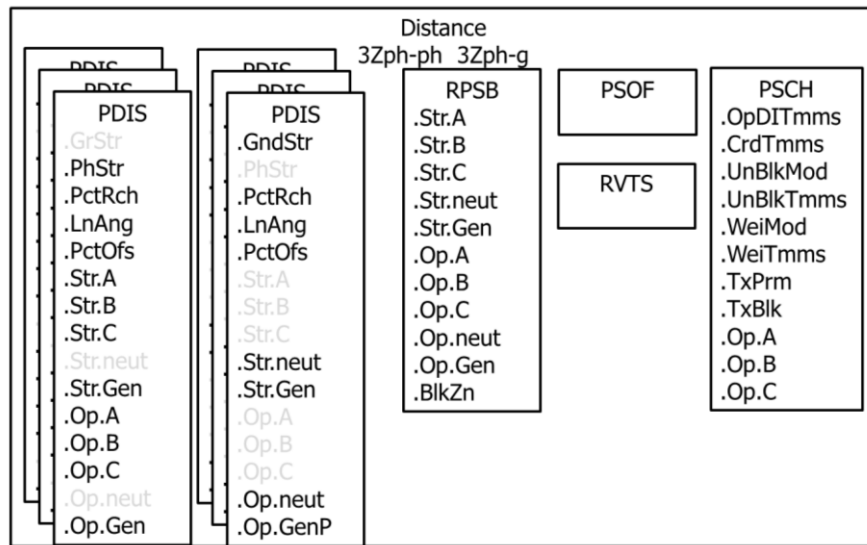 Distance
3Zph-ph 3Zph-g
PDIS
PDIS
PDIS
.GrStr
.PhStr
.PctRch
.LnAng
.PctOfs
.Str.A
.Str.B
.Str.C
.Str.neut
.Str.Gen
.Op.A
.Op.B
.Op.C
.Op.neut
.Op.Gen
PDIS
PDIS
PDIS
.GndStr
.PhStr
.PctRch
.LnAng
.PctOfs
.Str.A
.Str.B
.Str.C
.Str.neut
.Str.Gen
.Op.A
.Op.B
.Op.C
.Op.neut
.Op.GenP
RPSB
.Str.A
.Str.B
.Str.C
.Str.neut
.Str.Gen
.Op.A
.Op.B
.Op.C
.Op.neut
.Op.Gen
.BlkZn
PSOF
RVTS
PSCH
.OpDITmms
.CrdTmms
.UnBlkMod
.UnBlkTmms
.WeiMod
.WeiTmms
.TxPrm
.TxBlk
.Op.A
.Op.B
.Op.C